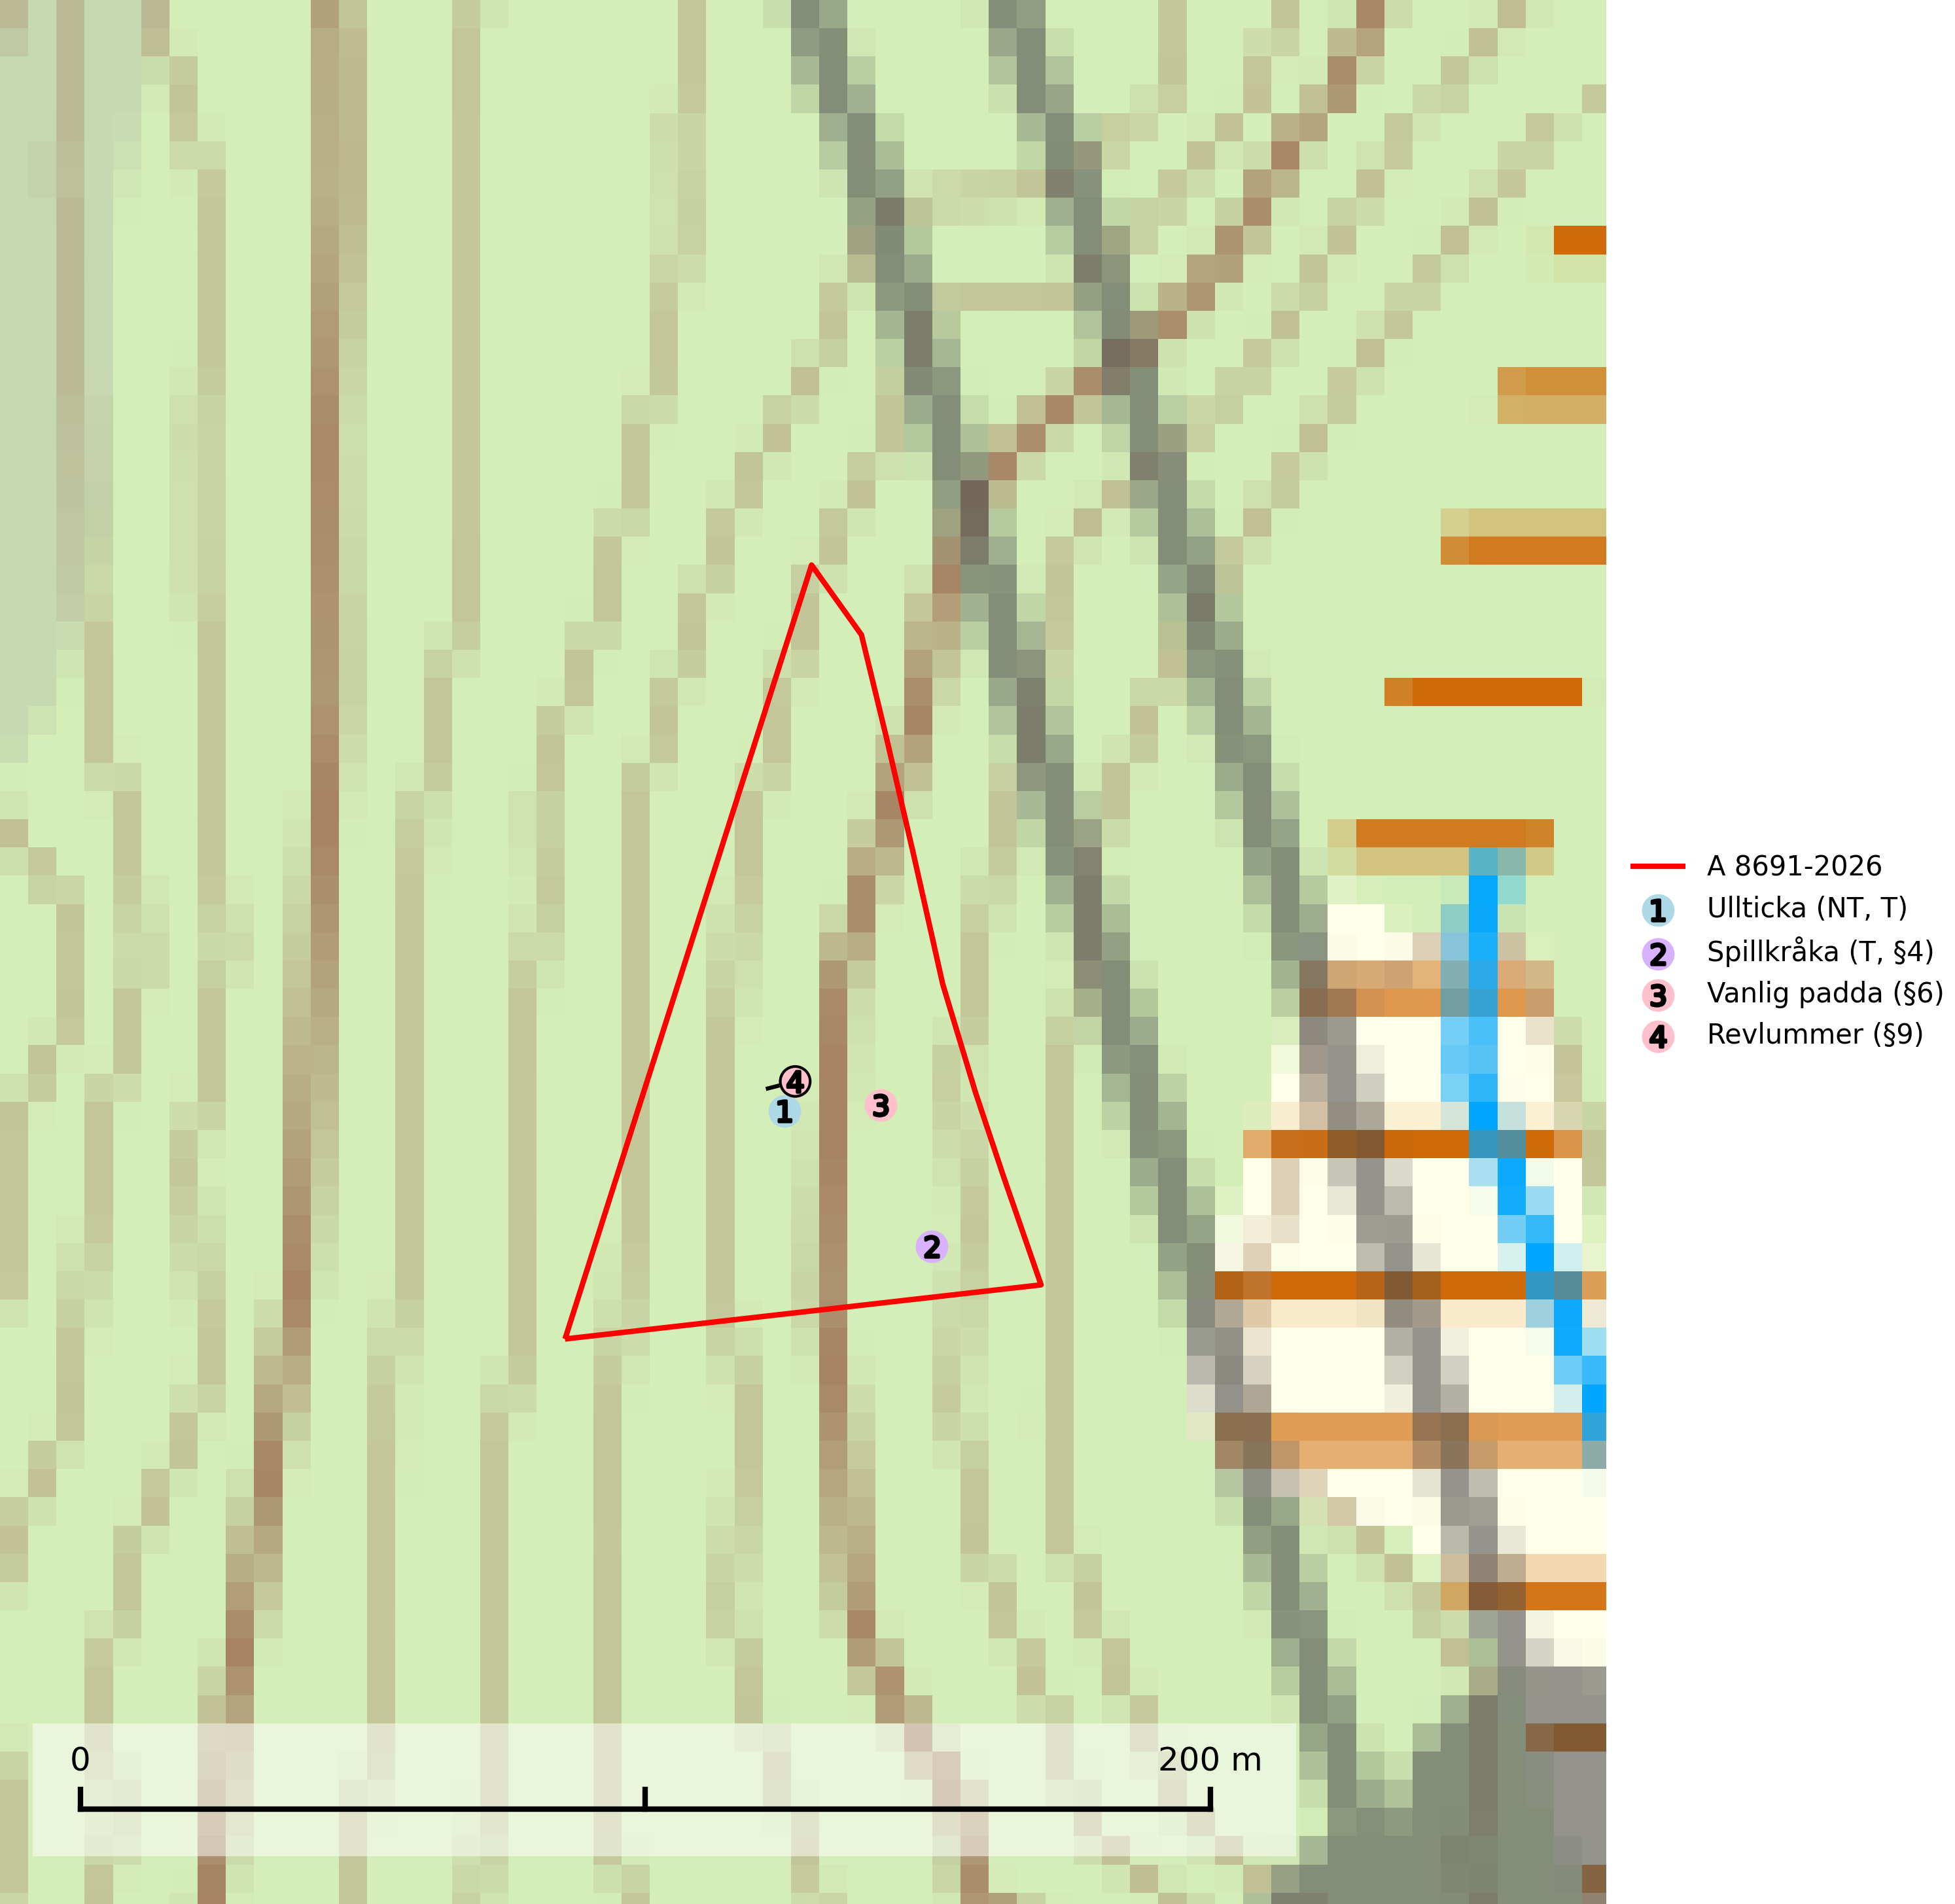 A 8691-2026
1 Ullticka (NT, T)
2 Spillkråka (T, §4)
3 Vanlig padda (§6)
4 Revlummer (§9)
4
1
3
2
0
200 m